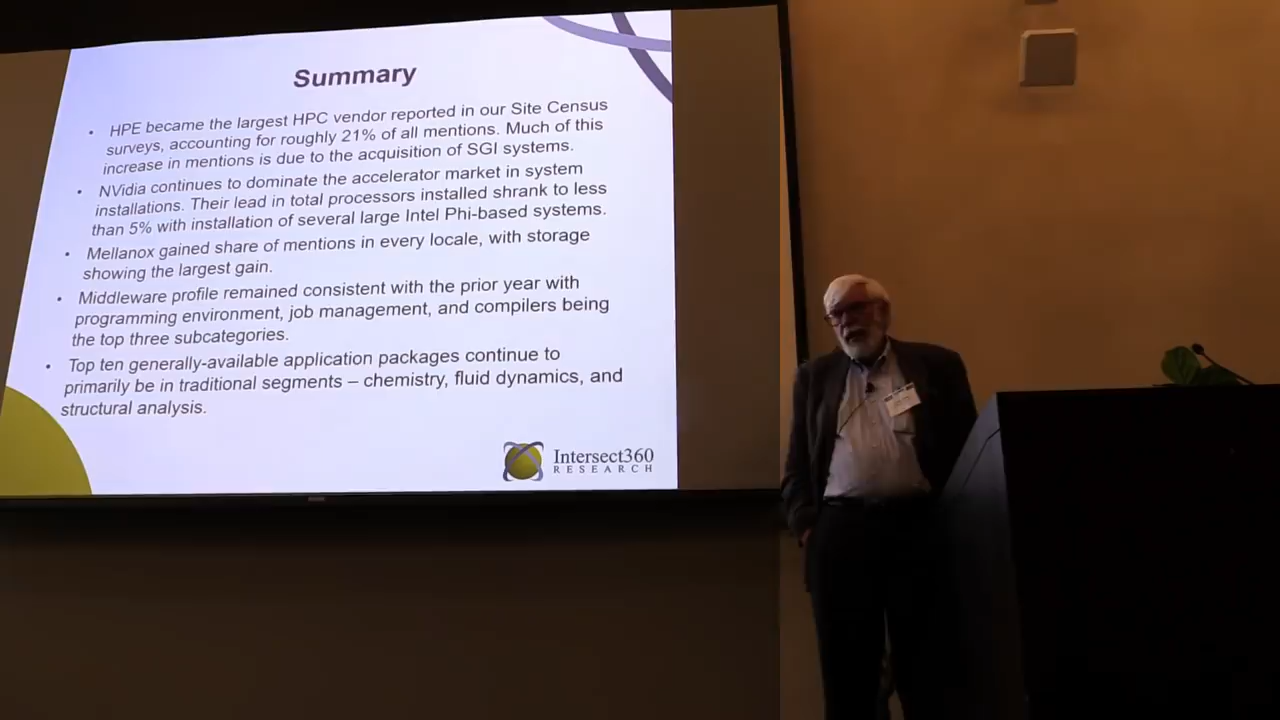 Summary
• HPE became the largest HPC vendor reported in our Site Census
surveys, accounting for roughly 21% of all mentions. Much of this
increase in mentions is due to the acquisition of SGI systems.
• NVidia continues to dominate the accelerator market in system
installations. Their lead in total processors installed shrank to less
than 5% with installation of several large Intel Phi-based systems.
• Mellanox gained share of mentions in every locale, with storage
showing the largest gain.
• Middleware profile remained consistent with the prior year with
programming environment, job management, and compilers being
the top three subcategories.
• Top ten generally-available application packages continue to
primarily be in traditional segments – chemistry, fluid dynamics, and
structural analysis.
Intersect360
RESEARCH